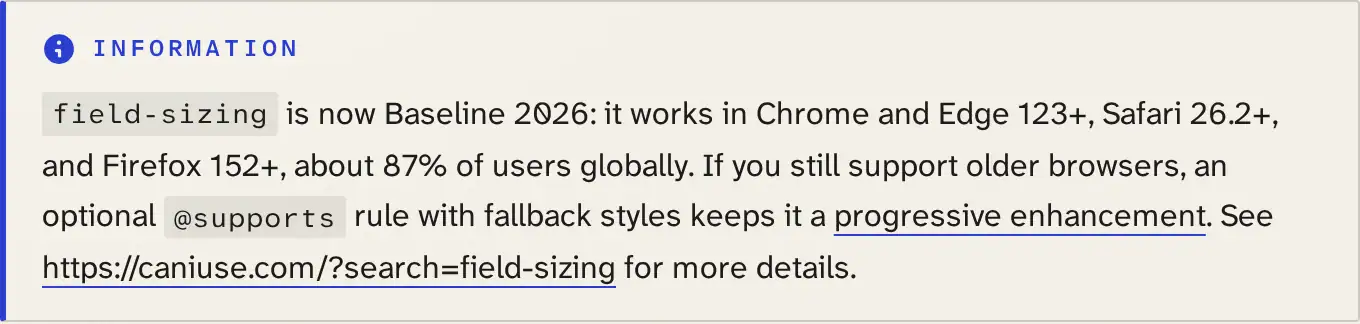 INFORMATION
field-sizing is now Baseline 2026: it works in Chrome and Edge 123+, Safari 26.2+,
and Firefox 152+, about 87% of users globally. If you still support older browsers, an
optional @supports rule with fallback styles keeps it a progressive enhancement. See
https://caniuse.com/?search=field-sizing for more details.